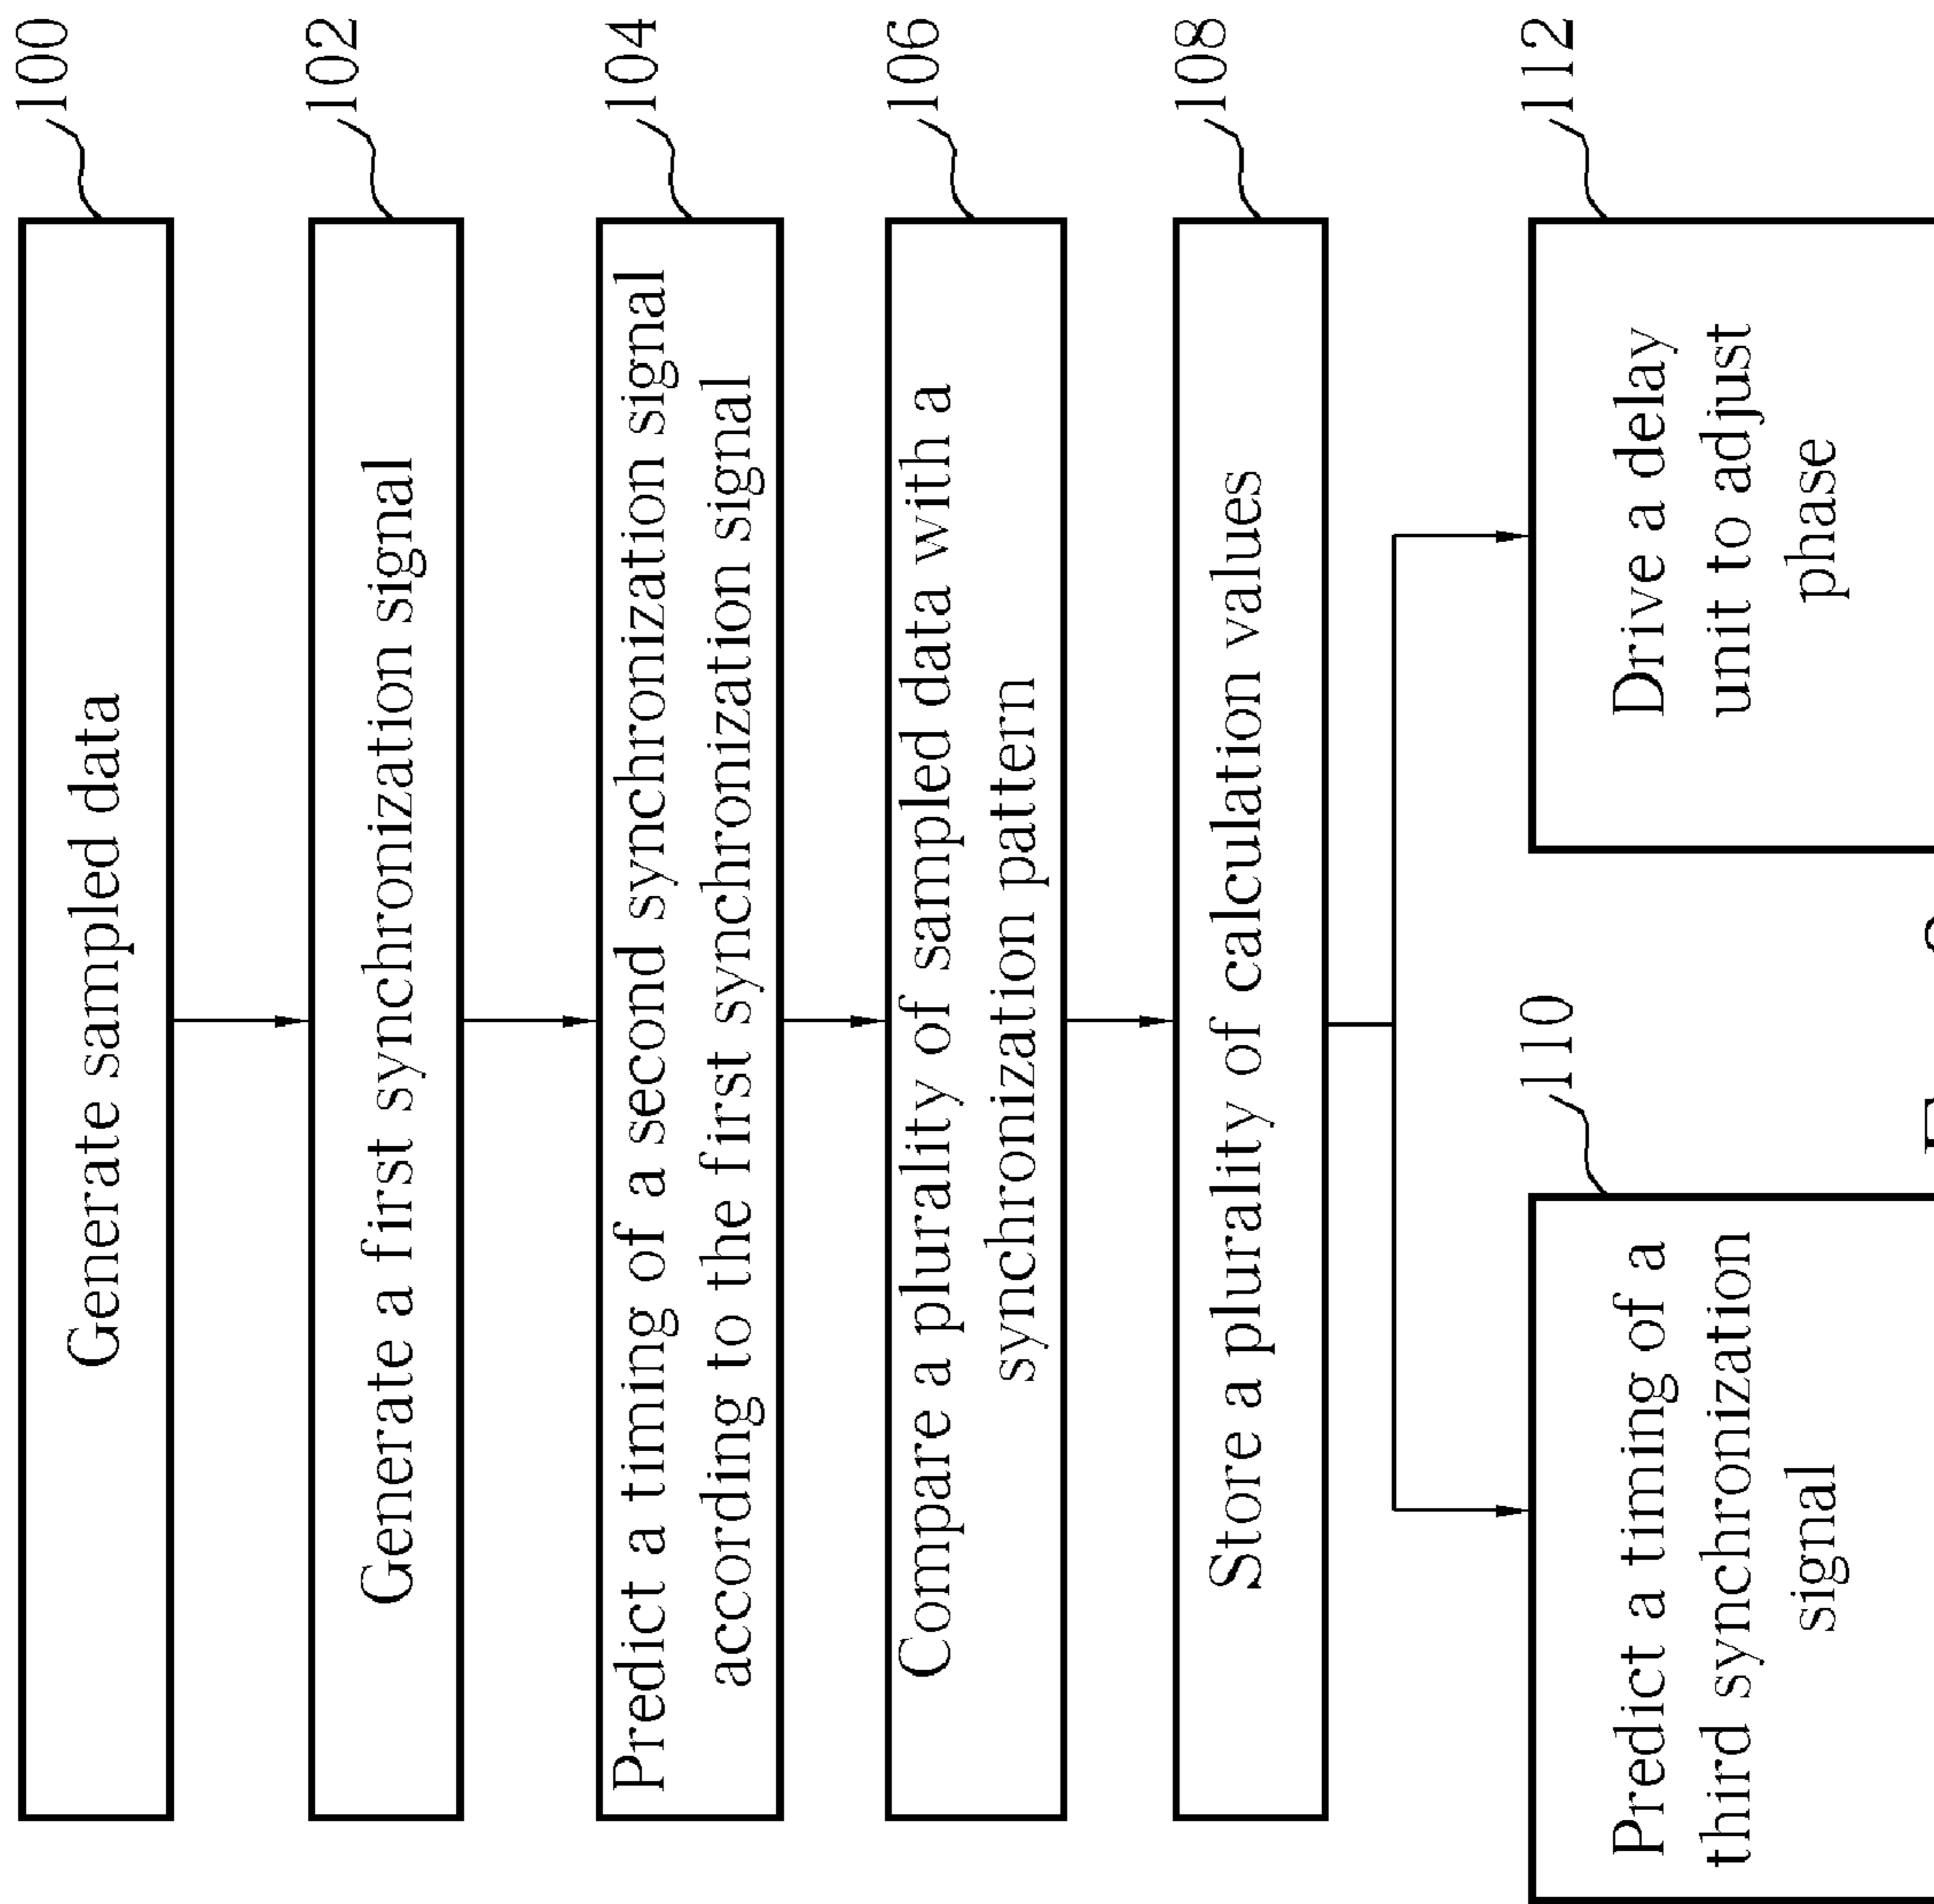 100
Generate sampled data
102
Generate a first synchronization signal
104
Predict a timing of a second synchronization signal
according to the first synchronization signal
106
Compare a plurality of sampled data with a
synchronization pattern
108
Store a plurality of calculation values
110
Predict a timing of a
third synchronization
signal
112
Drive a delay
unit to adjust
phase